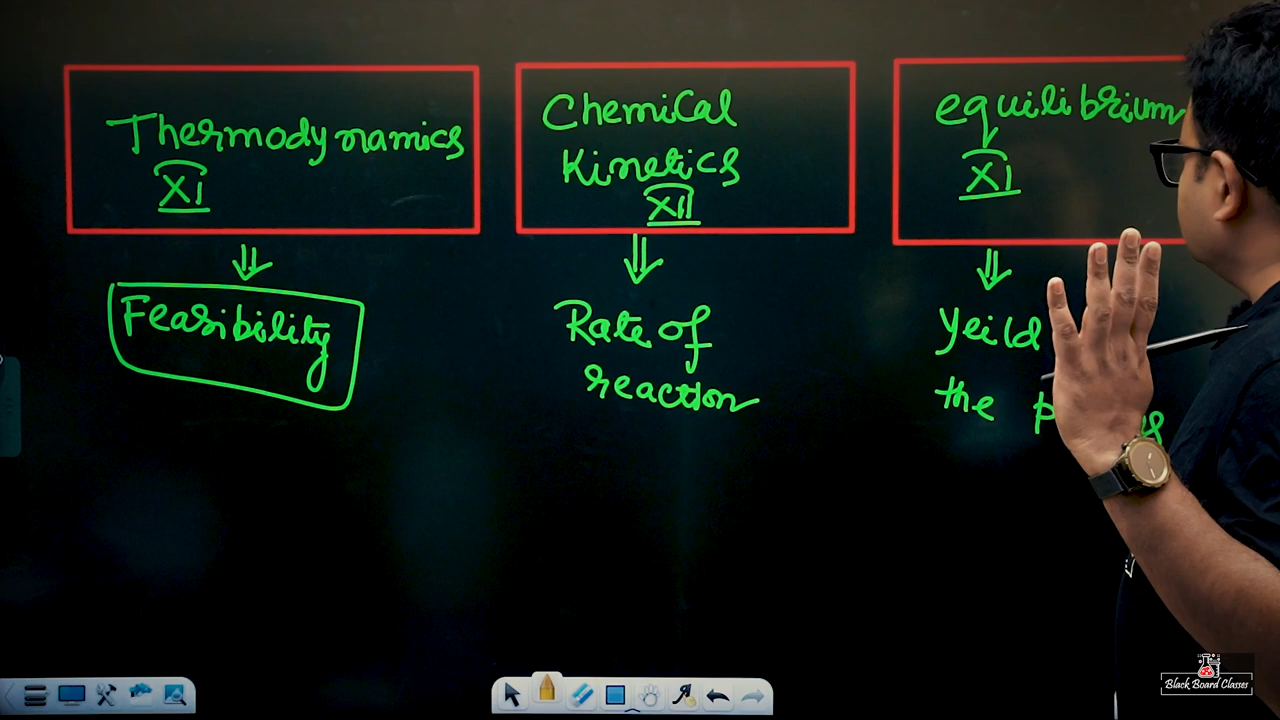 Thermodynamics
XI
Feasibility
Chemical
Kinetics
XII
Rate of
reaction
equilibrium
XI
Yeild
the
Black Board Classes